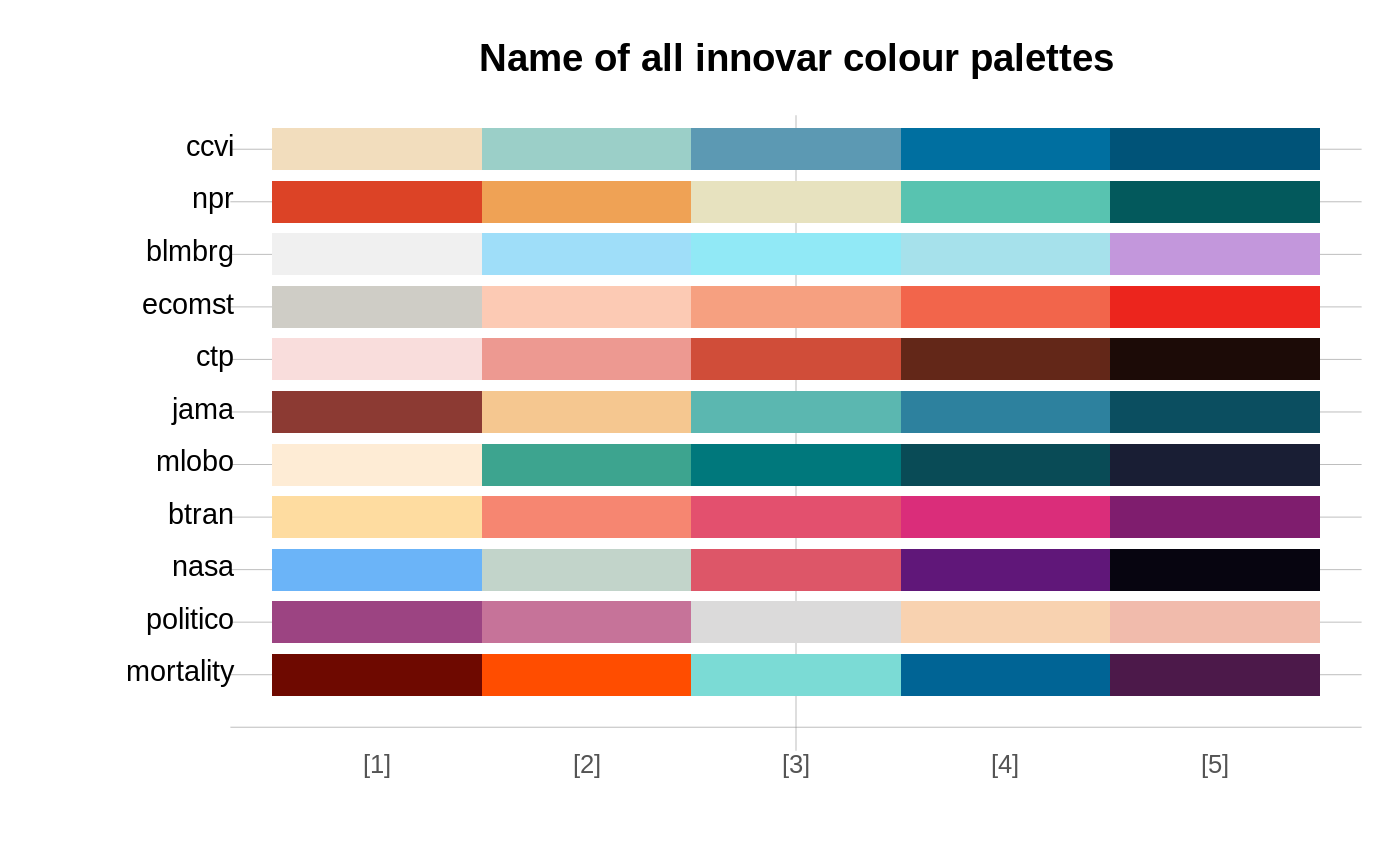 Name of all innovar colour palettes
ccvi
npr
blmbrg
ecomst
ctp
jama
mlobo
btran
nasa
politico
mortality
[1] [2] [3] [4] [5]